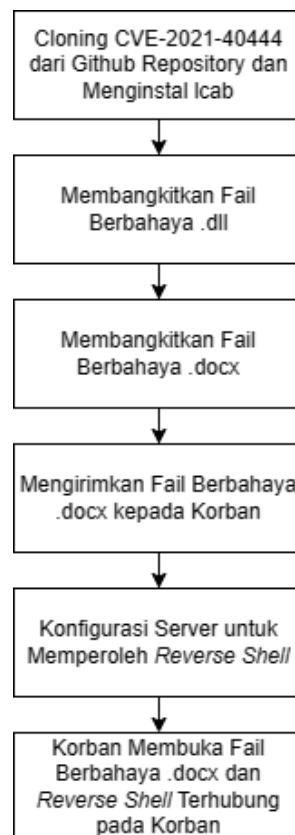 Cloning CVE-2021-40444
dari Github Repository dan
Menginstal Icab
Membangkitkan Fail
Berbahaya .dll
Membangkitkan Fail
Berbahaya .docx
Mengirimkan Fail Berbahaya
.docx kepada Korban
Konfigurasi Server untuk
Memperoleh Reverse Shell
Korban Membuka Fail
Berbahaya .docx dan
Reverse Shell Terhubung
pada Korban